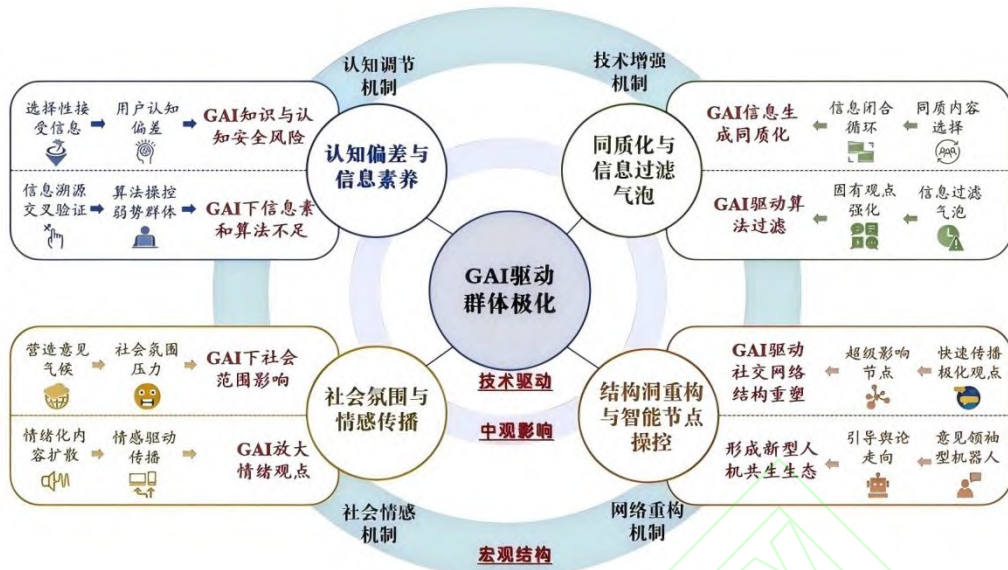 认知调节
机制
技术增强
机制
选择性接
受信息
用户认知
偏差
GAI知识与认
知安全风险
信息溯源
交叉验证
算法操控
弱势群体
GAI下信息素
和算法不足
认知偏差与
信息素养
同质化与
信息过滤
气泡
GAI信息生
成同质化
信息闭合
循环
同质内容
选择
GAI驱动算
法过滤
固有观点
强化
信息过滤
气泡
GAI驱动
群体极化
营造意见
气候
社会氛围
压力
GAI下社会
范围影响
情绪化内
容扩散
情感驱动
传播
GAI放大
情绪观点
社会氛围与
情感传播
技术驱动
中观影响
宏观结构
结构洞重构
与智能节点
操控
GAI驱动
社交网络
结构重塑
超级影响
节点
快速传播
极化观点
形成新型人
机共生生态
引导舆论
走向
意见领袖
型机器人
社会情感
机制
网络重构
机制